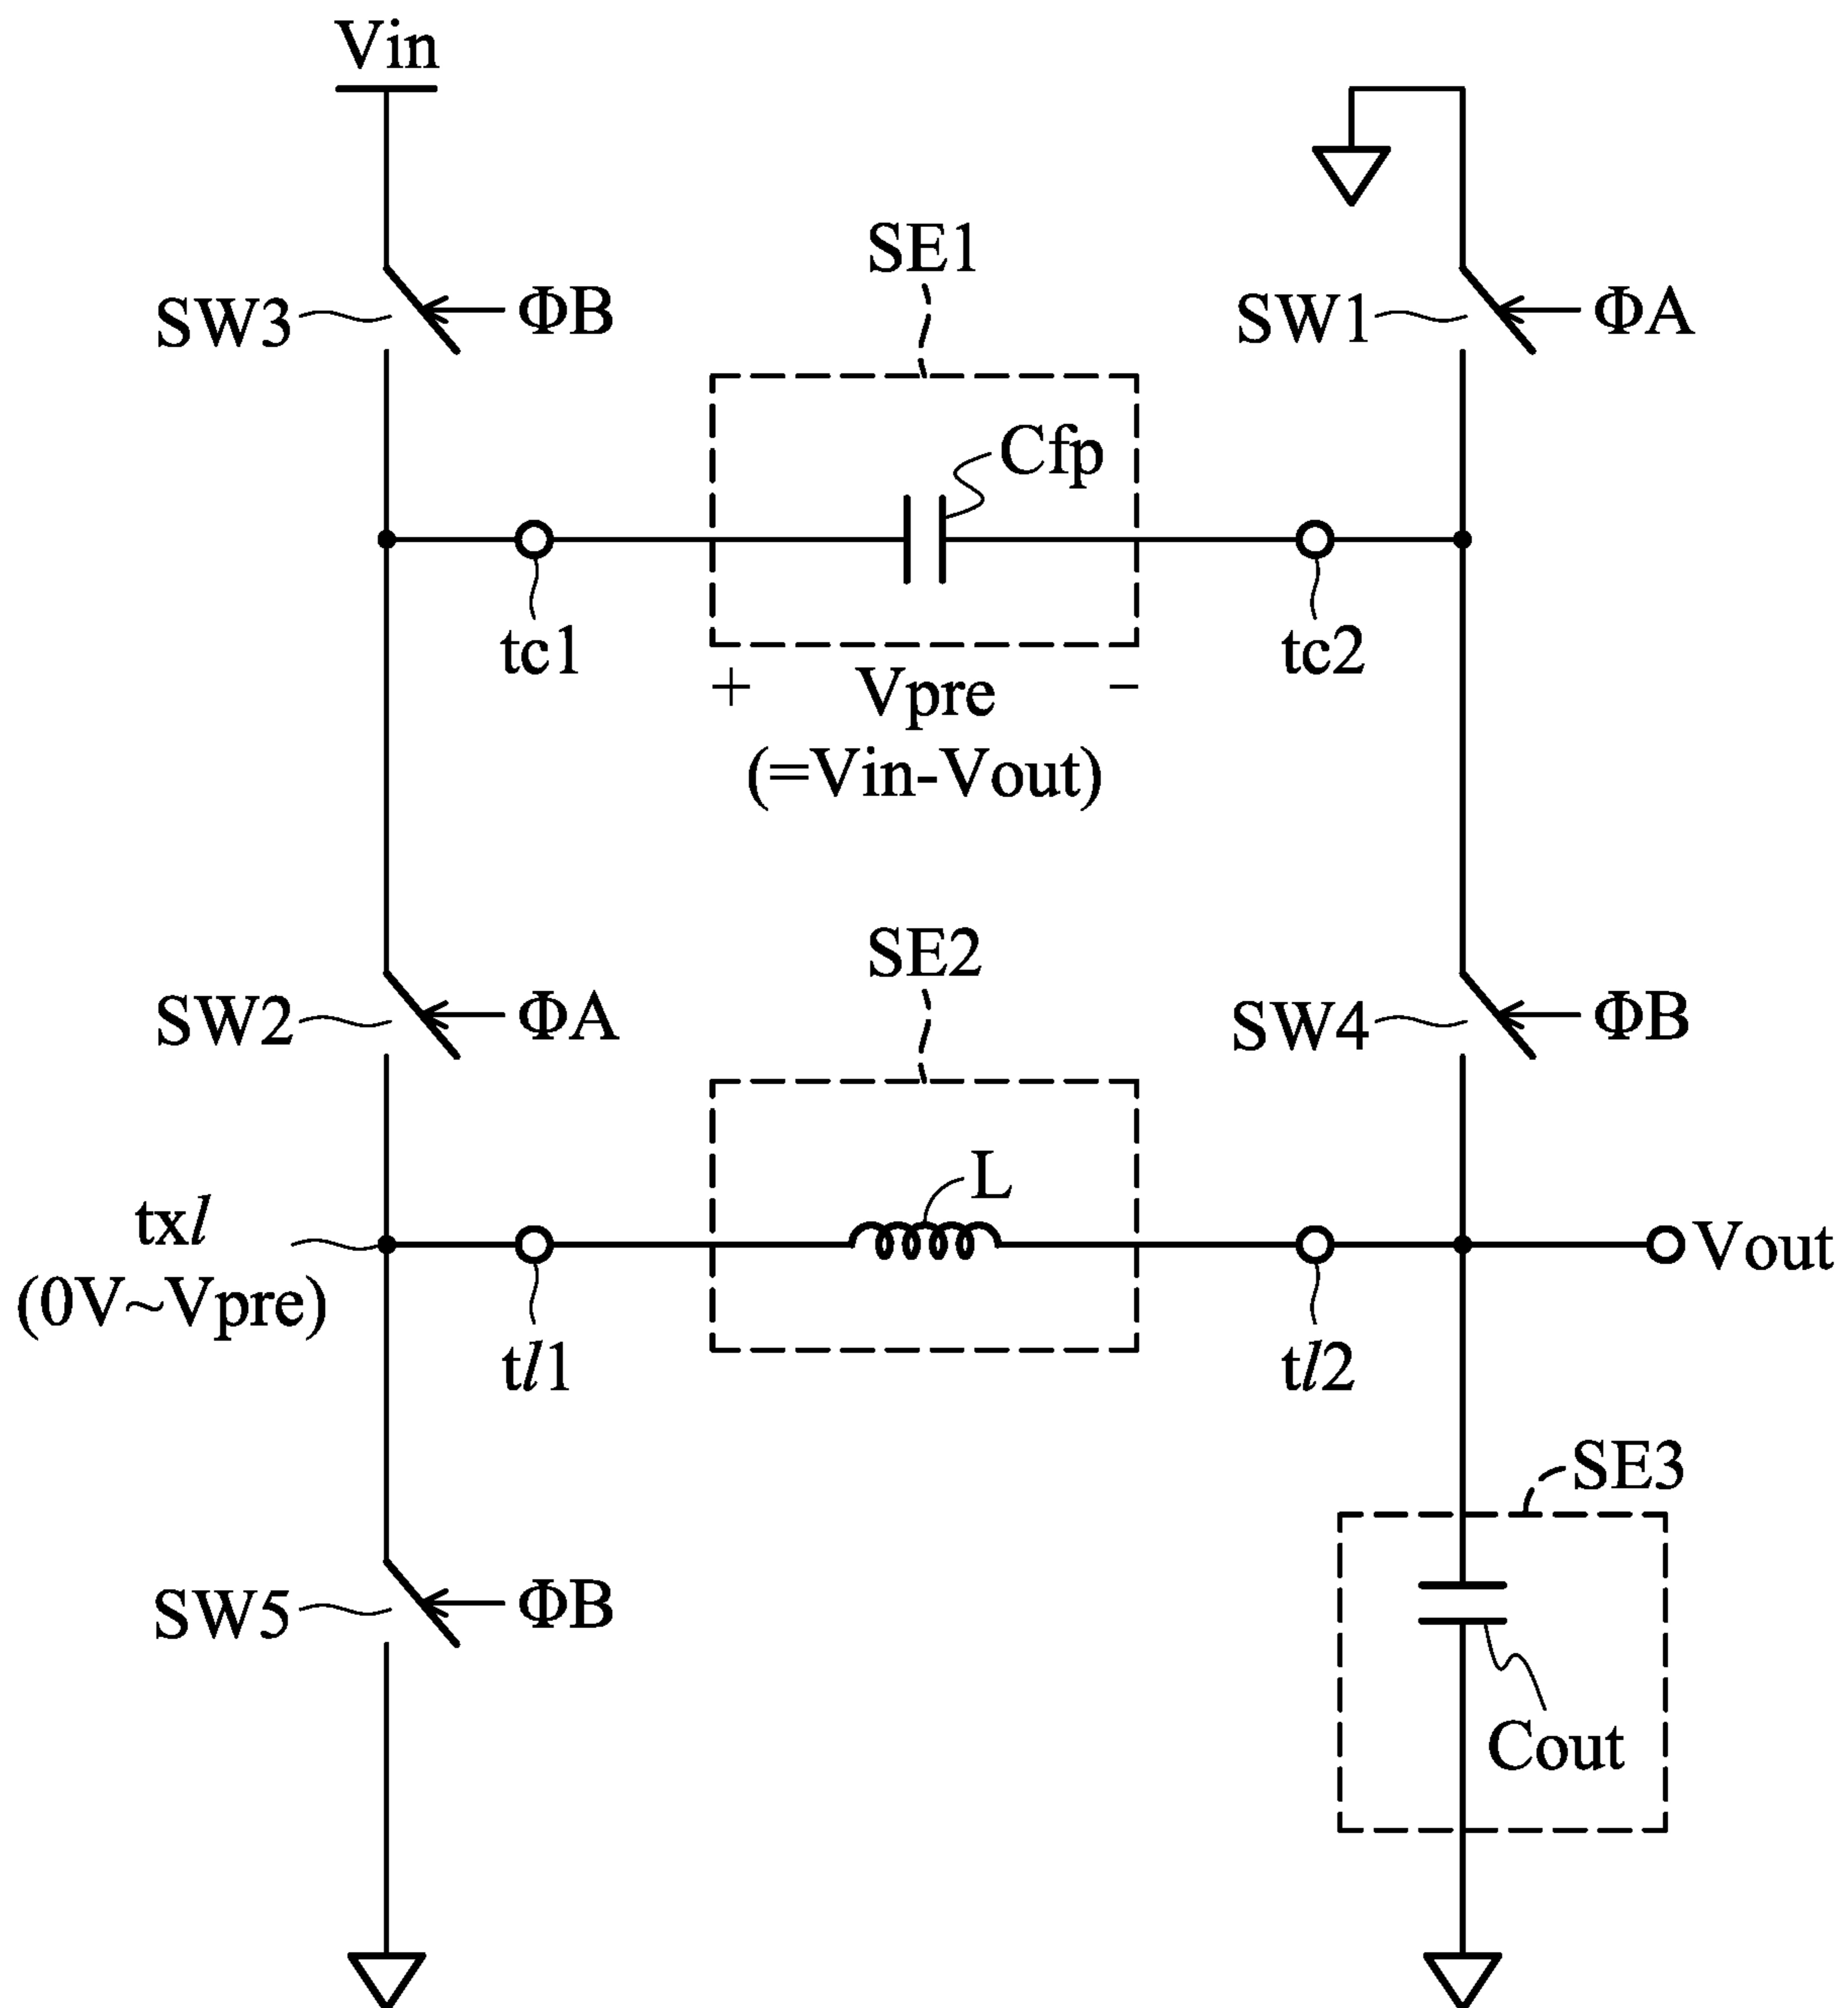 Vin
SE1
SW3
ΦB
SW1
ΦA
Cfp
tc1
tc2
+ Vpre −
(=Vin-Vout)
SE2
SW2
ΦA
SW4
ΦB
L
txl
(0V~Vpre)
Vout
tl1
tl2
SE3
SW5
ΦB
Cout